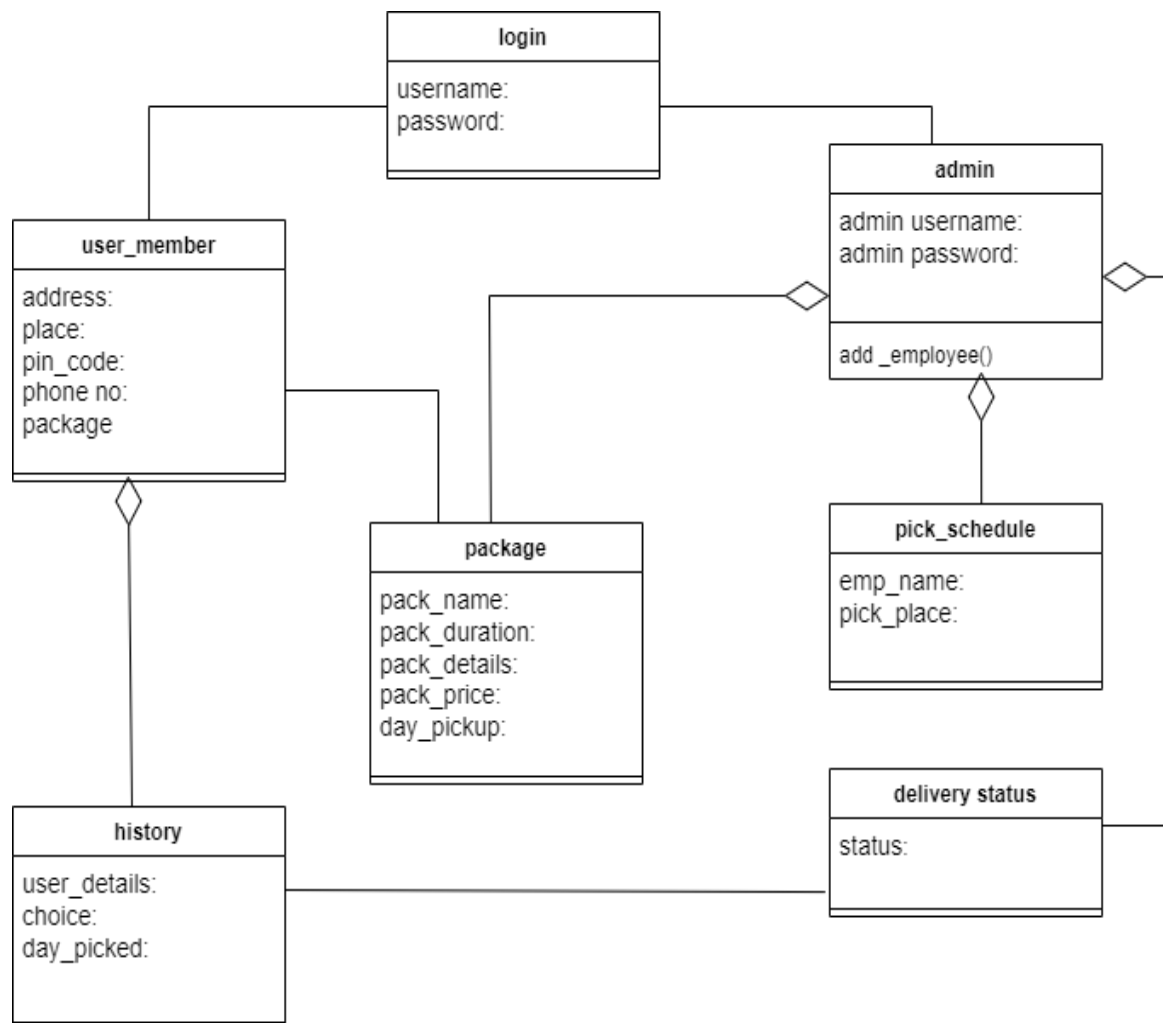 login
username:
password:
admin
admin username:
admin password:
add _employee()
user_member
address:
place:
pin_code:
phone no:
package
package
pack_name:
pack_duration:
pack_details:
pack_price:
day_pickup:
pick_schedule
emp_name:
pick_place:
delivery status
status:
history
user_details:
choice:
day_picked: